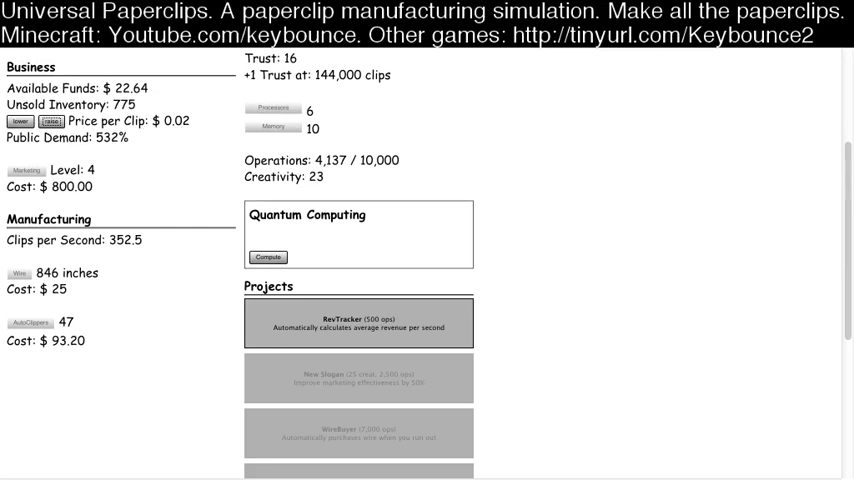 Universal Paperclips. A paperclip manufacturing simulation. Make all the paperclips.
Minecraft: Youtube.com/keybounce. Other games: http://tinyurl.com/Keybounce2
Business
Available Funds: $ 22.64
Unsold Inventory: 775
lower raise Price per Clip: $ 0.02
Public Demand: 532%
Marketing Level: 4
Cost: $ 800.00
Manufacturing
Clips per Second: 352.5
Wire 846 inches
Cost: $ 25
AutoClippers 47
Cost: $ 93.20
Trust: 16
+1 Trust at: 144,000 clips
Processors 6
Memory 10
Operations: 4,137 / 10,000
Creativity: 23
Quantum Computing
Compute
Projects
RevTracker (500 ops)
Automatically calculates average revenue per second
New Slogan (25 creat, 2,500 ops)
Improve marketing effectiveness by 50%
WireBuyer (7,000 ops)
Automatically purchases wire when you run out